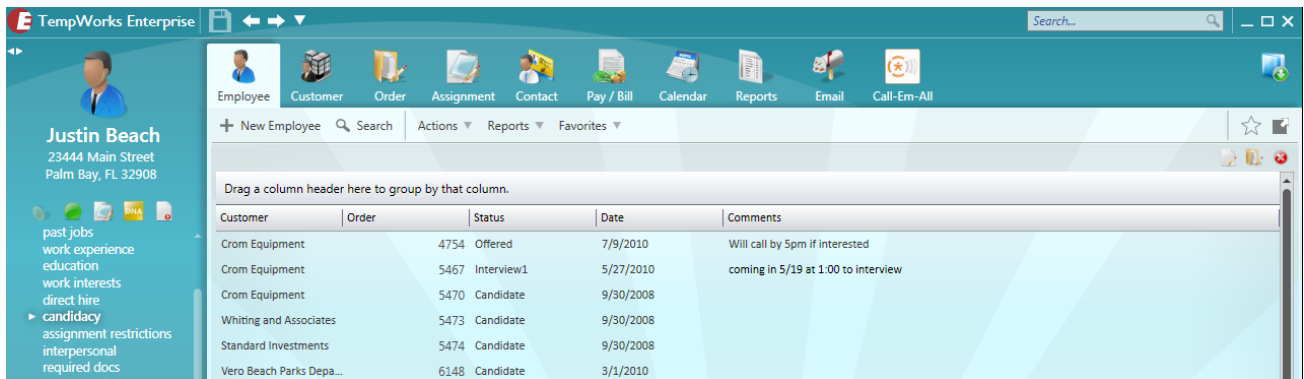 TempWorks Enterprise
Search...
Employee Customer Order Assignment Contact Pay / Bill Calendar Reports Email Call-Em-All
New Employee Search Actions Reports Favorites
Justin Beach
23444 Main Street
Palm Bay, FL 32908
DNA
past jobs
work experience
education
work interests
direct hire
candidacy
assignment restrictions
interpersonal
required docs
Drag a column header here to group by that column.
Customer Order Status Date Comments
Crom Equipment 4754 Offered 7/9/2010 Will call by 5pm if interested
Crom Equipment 5467 Interview1 5/27/2010 coming in 5/19 at 1:00 to interview
Crom Equipment 5470 Candidate 9/30/2008
Whiting and Associates 5473 Candidate 9/30/2008
Standard Investments 5474 Candidate 9/30/2008
Vero Beach Parks Depa... 6148 Candidate 3/1/2010